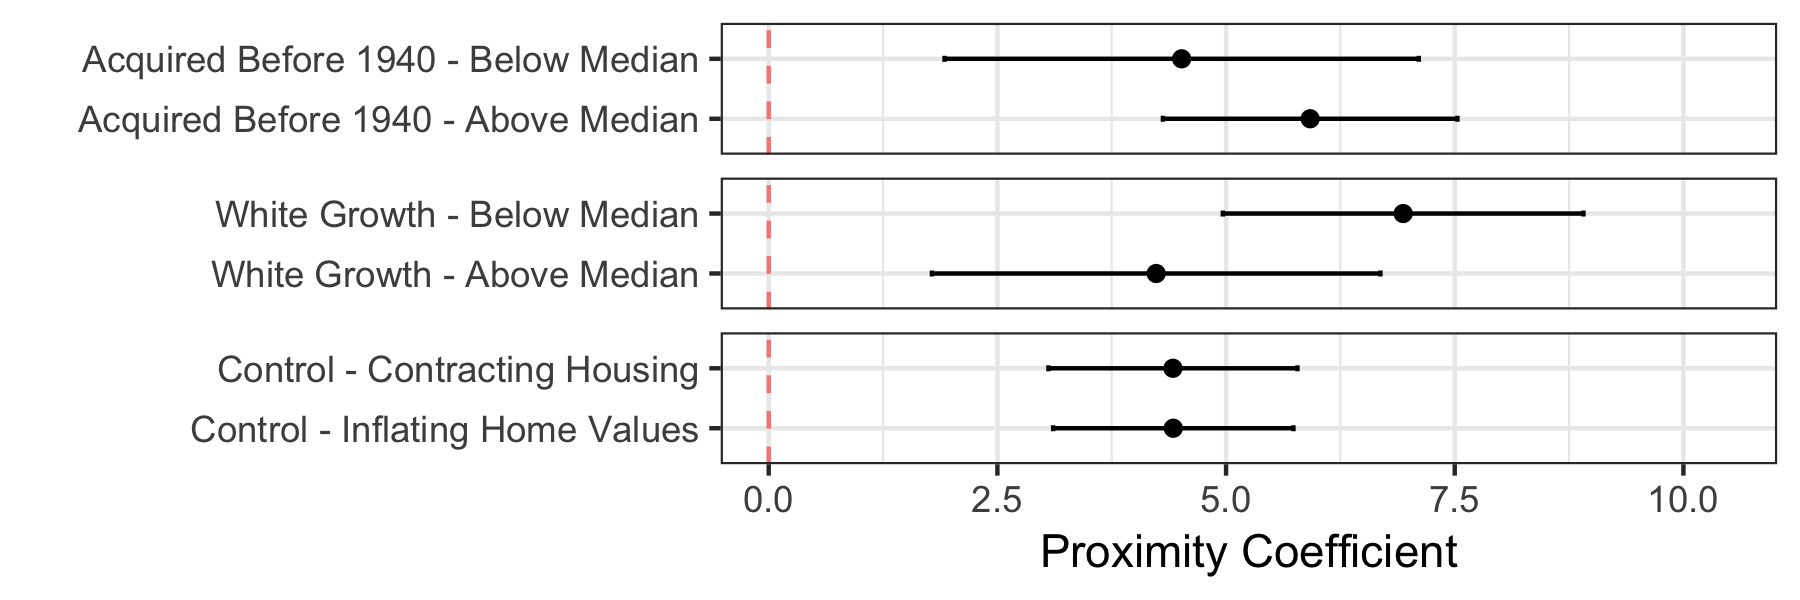 Acquired Before 1940 - Below Median
Acquired Before 1940 - Above Median
White Growth - Below Median
White Growth - Above Median
Control - Contracting Housing
Control - Inflating Home Values
0.0 2.5 5.0 7.5 10.0
Proximity Coefficient